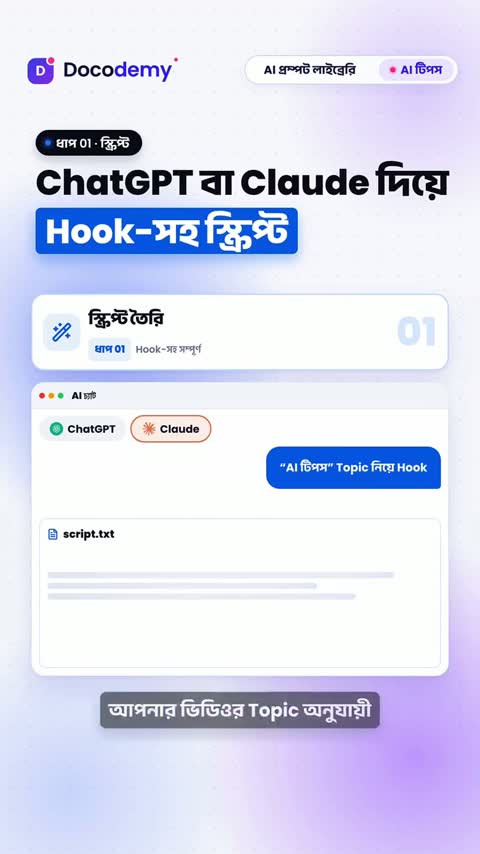 D Docodemy
AI প্রম্পট লাইব্রেরি
AI টিপস
ধাপ 01 · স্ক্রিপ্ট
ChatGPT বা Claude দিয়ে
Hook-সহ স্ক্রিপ্ট
স্ক্রিপ্ট তৈরি
ধাপ 01 Hook-সহ সম্পূর্ণ
01
AI চ্যাট
ChatGPT Claude
“AI টিপস” Topic নিয়ে Hook
script.txt
আপনার ভিডিওর Topic অনুযায়ী